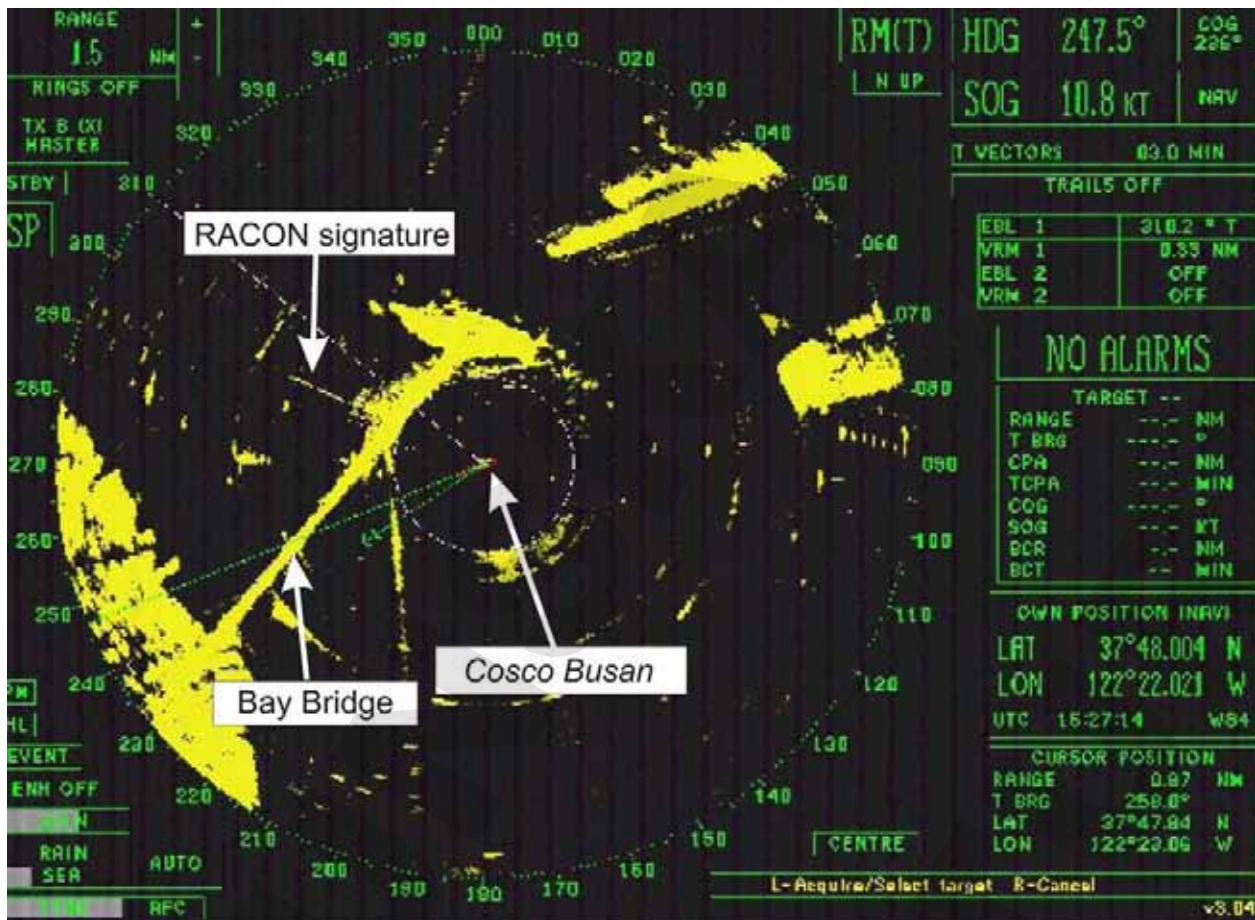 RANGE
1.5 NM
+
-
RINGS OFF
TX B (X)
MASTER
STBY
SP
RM(T)
N UP
HDG 247.5°
COG
236°
SOG 10.8 KT
NAV
T VECTORS 03.0 MIN
TRAILS OFF
EBL 1 310.2 ° T
VRM 1 0.33 NM
EBL 2 OFF
VRM 2 OFF
NO ALARMS
TARGET --
RANGE ---.- NM
T BRG ---.- °
CPA ---.- NM
TCPA ---.- MIN
COG ---.- °
SOG ---.- KT
BCR --.- NM
BCT -- MIN
OWN POSITION (NAV)
LAT 37°48.004 N
LON 122°22.021 W
UTC 16:27:14 W84
CURSOR POSITION
RANGE NM
T BRG 258.0°
LAT 37°47.84 N
LON 122°23.06 W
350 000 010
340 020
330 030
320 040
310 050
300 060
290 070
280 080
270 090
260 100
250 110
240 120
230 130
220 140
210 150
200 160
190 180 170
RACON signature
Cosco Busan
Bay Bridge
HL
EVENT
ENH OFF
RAIN
SEA
AUTO
AFC
CENTRE
L-Acquire/Select target R-Cancel
v3.04